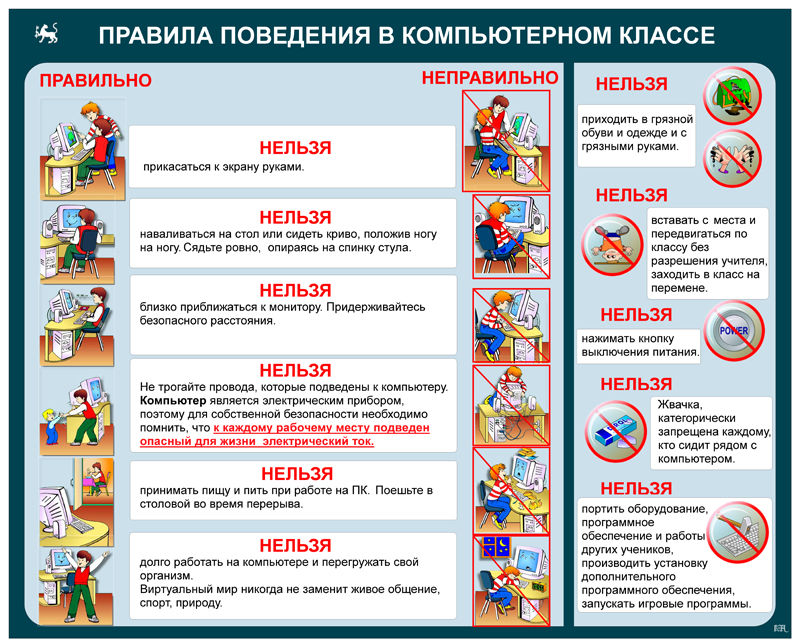 ПРАВИЛА ПОВЕДЕНИЯ В КОМПЬЮТЕРНОМ КЛАССЕ
ПРАВИЛЬНО
НЕПРАВИЛЬНО
НЕЛЬЗЯ
прикасаться к экрану руками.
НЕЛЬЗЯ
наваливаться на стол или сидеть криво, положив ногу
на ногу. Сядьте ровно, опираясь на спинку стула.
НЕЛЬЗЯ
близко приближаться к монитору. Придерживайтесь
безопасного расстояния.
НЕЛЬЗЯ
Не трогайте провода, которые подведены к компьютеру.
Компьютер является электрическим прибором,
поэтому для собственной безопасности необходимо
помнить, что к каждому рабочему месту подведен
опасный для жизни электрический ток.
НЕЛЬЗЯ
принимать пищу и пить при работе на ПК. Поешьте в
столовой во время перерыва.
НЕЛЬЗЯ
долго работать на компьютере и перегружать свой
организм.
Виртуальный мир никогда не заменит живое общение,
спорт, природу.
НЕЛЬЗЯ
приходить в грязной
обуви и одежде и с
грязными руками.
НЕЛЬЗЯ
вставать с места и
передвигаться по
классу без
разрешения учителя,
заходить в класс на
перемене.
НЕЛЬЗЯ
нажимать кнопку
выключения питания.
POWER
НЕЛЬЗЯ
Жвачка,
категорически
запрещена каждому,
кто сидит рядом с
компьютером.
НЕЛЬЗЯ
портить оборудование,
программное
обеспечение и работы
других учеников,
производить установку
дополнительного
программного обеспечения,
запускать игровые программы.